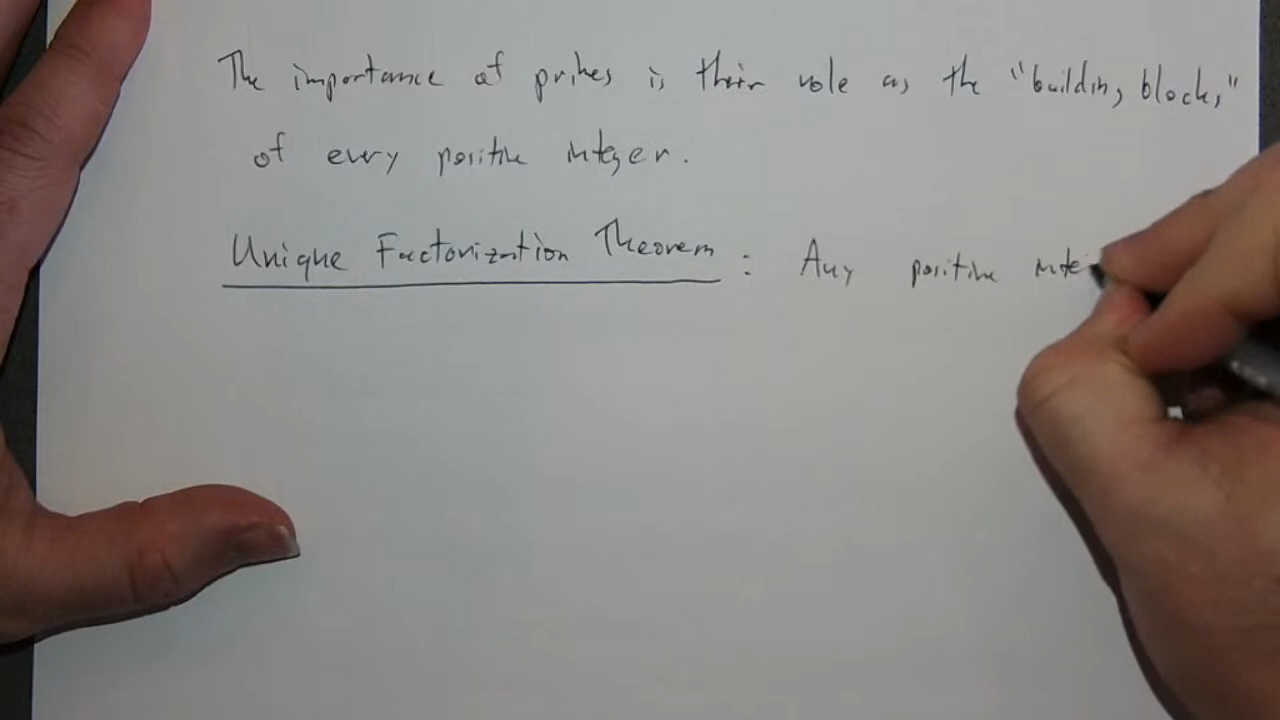 The importance of primes is their role as the "building blocks"
of every positive integer.
Unique Factorization Theorem : Any positive inte